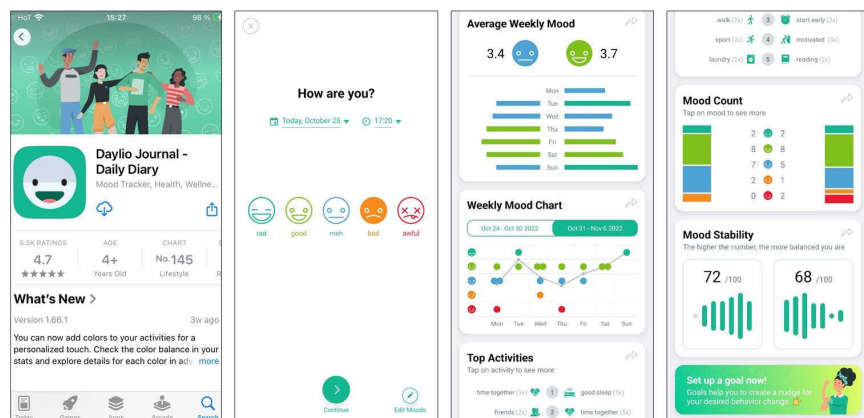 HoT 15:27 98 %
Daylio Journal -
Daily Diary
Mood Tracker, Health, Wellne...
6.5K RATINGS AGE CHART
4.7 4+ No.145
Years Old Lifestyle
What's New >
Version 1.66.1 3w ago
You can now add colors to your activities for a
personalized touch. Check the color balance in your
stats and explore details for each color in adv more
Today Games Apps Arcade Search
How are you?
Today, October 25 17:20
rad good meh bad awful
Continue Edit Moods
Average Weekly Mood
3.4 3.7
Mon
Tue
Wed
Thu
Fri
Sat
Sun
Weekly Mood Chart
Oct 24 - Oct 30 2022 Oct 31 - Nov 6 2022
Mon Tue Wed Thu Fri Sat Sun
Top Activities
Tap on activity to see more
time together (3x) 1 good sleep (5x)
friends (2x) 2 time together (5x)
walk (2x) 3 start early (3x)
sport (2x) 4 motivated (3x)
laundry (2x) 5 reading (2x)
Mood Count
Tap on mood to see more
2 2
8 8
7 5
2 1
0 2
Mood Stability
The higher the number, the more balanced you are
72 /100 68 /100
Set up a goal now!
Goals help you to create a nudge for
your desired behavior change.